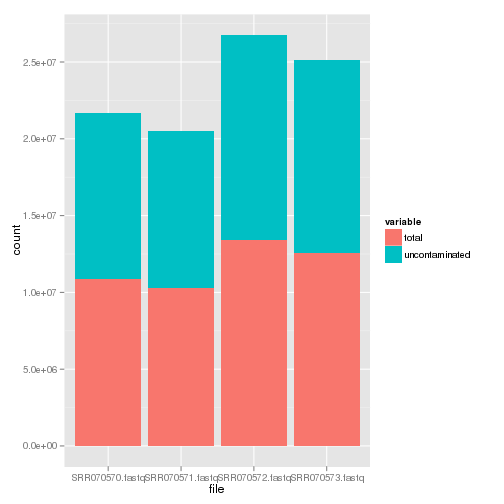 2.5e+07
2.0e+07
1.5e+07
1.0e+07
5.0e+06
0.0e+00
count
SRR070570.fastq SRR070571.fastq SRR070572.fastq SRR070573.fastq
file
variable
total
uncontaminated